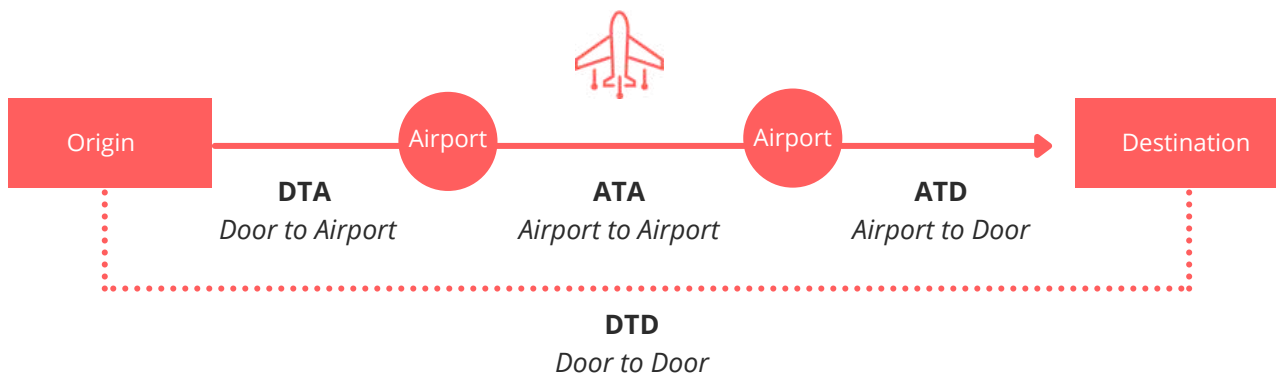 Origin
Airport
Airport
Destination
DTA
Door to Airport
ATA
Airport to Airport
ATD
Airport to Door
DTD
Door to Door